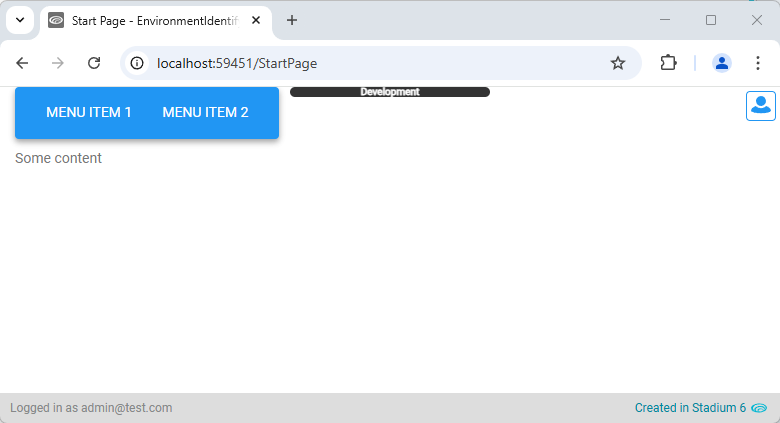 Start Page - EnvironmentIdentif
localhost:59451/StartPage
Development
MENU ITEM 1 MENU ITEM 2
Some content
Logged in as admin@test.com Created in Stadium 6